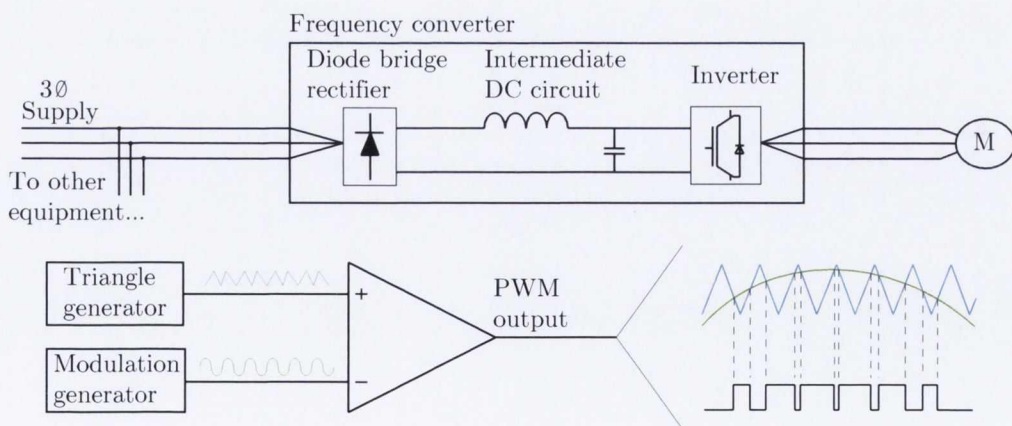 Frequency converter
Diode bridge
rectifier
Intermediate
DC circuit
Inverter
3Ø
Supply
M
To other
equipment...
Triangle
generator
+
PWM
output
Modulation
generator
−